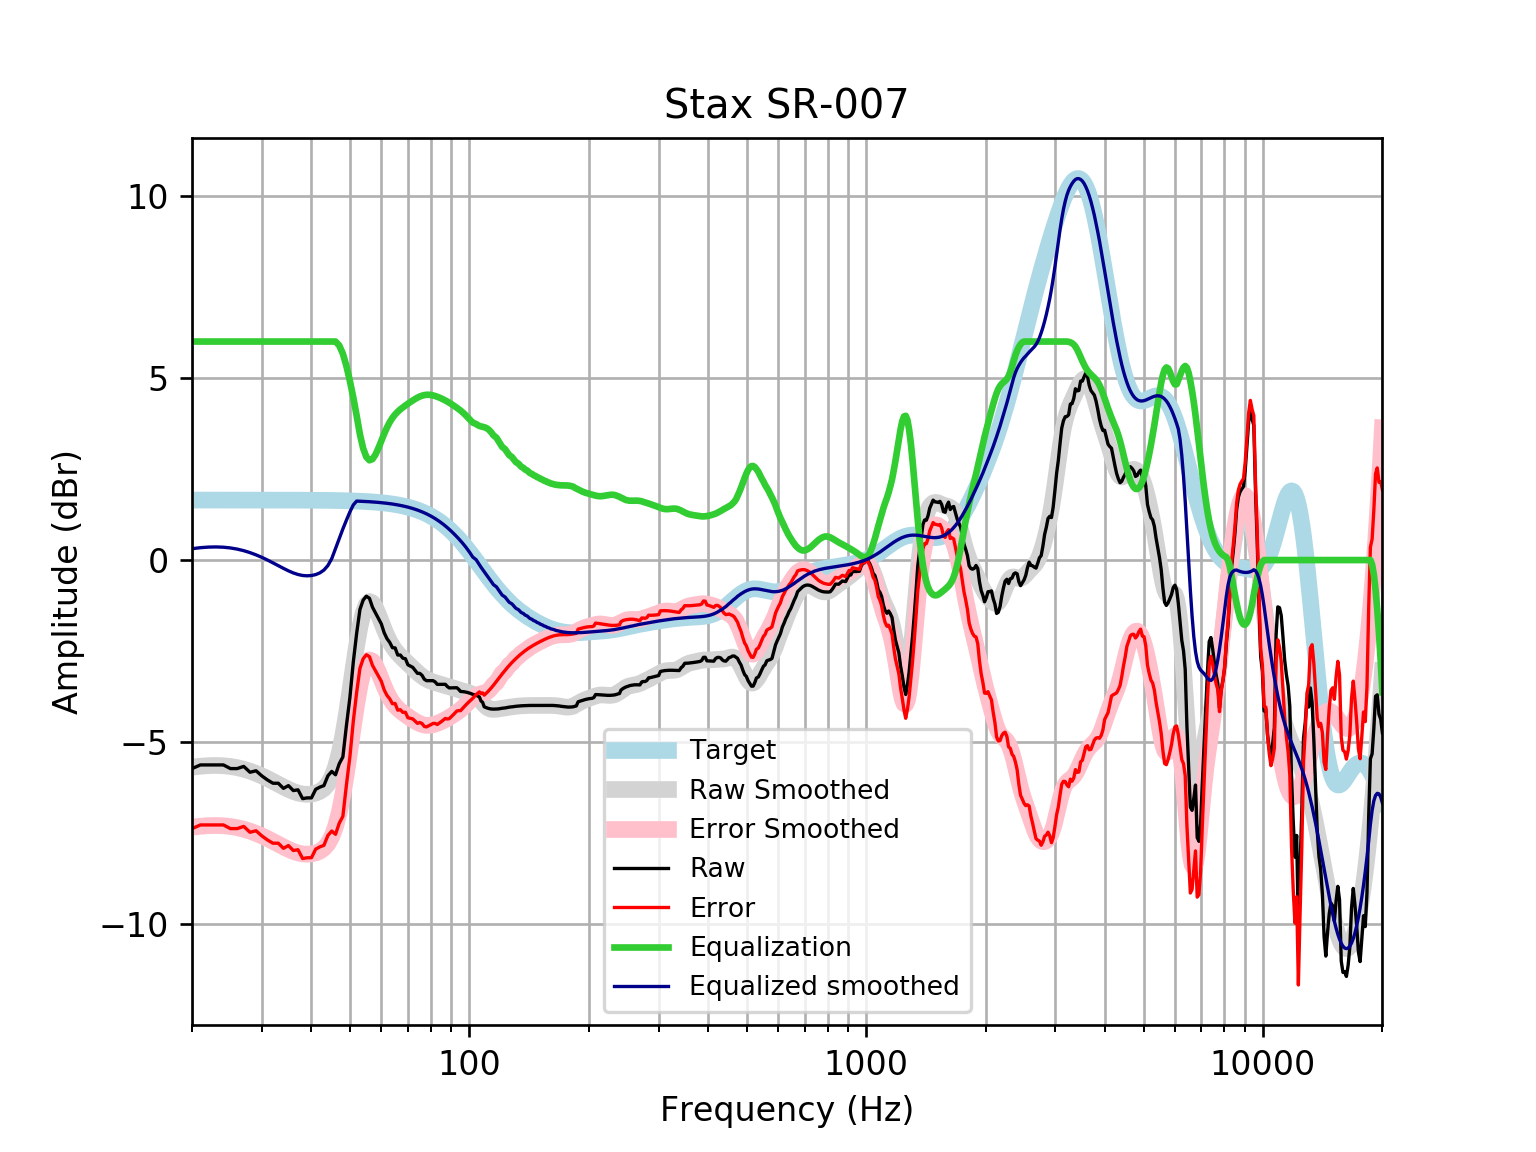 Stax SR-007
10
5
0
−5
−10
Amplitude (dBr)
Target
Raw Smoothed
Error Smoothed
Raw
Error
Equalization
Equalized smoothed
100
1000
10000
Frequency (Hz)